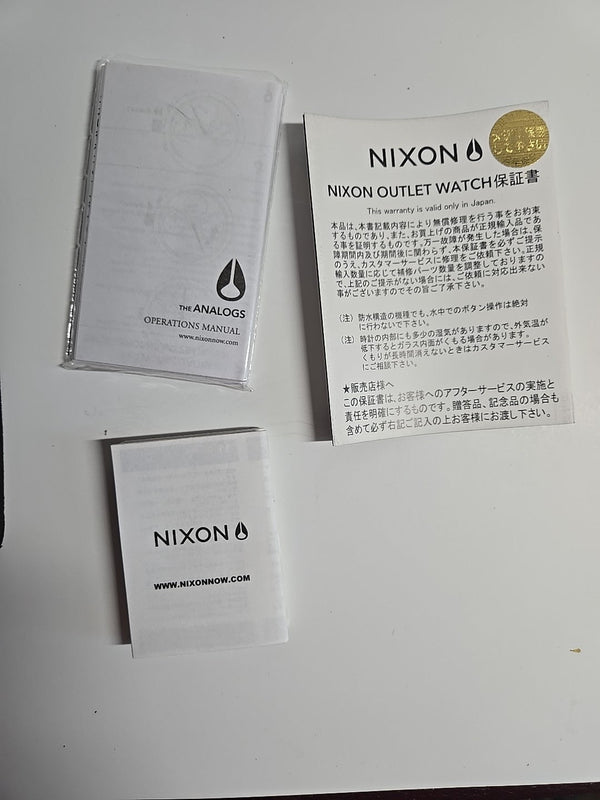 THE ANALOGS
OPERATIONS MANUAL
www.nixonnow.com
NIXON
NIXON OUTLET WATCH保証書
This warranty is valid only in Japan.
本品は、本書記載内容により無償修理を行う事をお約束
するものであり、また、お買上げの商品が正規輸入品であ
る事を証明するものです。万一故障が発生した場合は、保
障期間内及び期間後に関わらず、本保証書を必ずご提示
のうえ、カスタマーサービスに修理をご依頼下さい。正規
輸入数量に応じて補修パーツ数量を調整しておりますの
で、上記のご提示がない場合には、ご依頼に対応出来ない
事がございますのでその旨ご了承下さい。
(注) 防水構造の機種でも、水中でのボタン操作は絶対
に行わないで下さい。
(注) 時計の内部にも多少の湿気がありますので、外気温が
低下するとガラス内面がくもる場合があります。
くもりが長時間消えないときはカスタマーサービス
にご相談下さい。
★販売店様へ
この保証書は、お客様へのアフターサービスの実施と
責任を明確にするものです。贈答品、記念品の場合も
含めて必ず右記ご記入の上お客様にお渡し下さい。
NIXON
WWW.NIXONNOW.COM